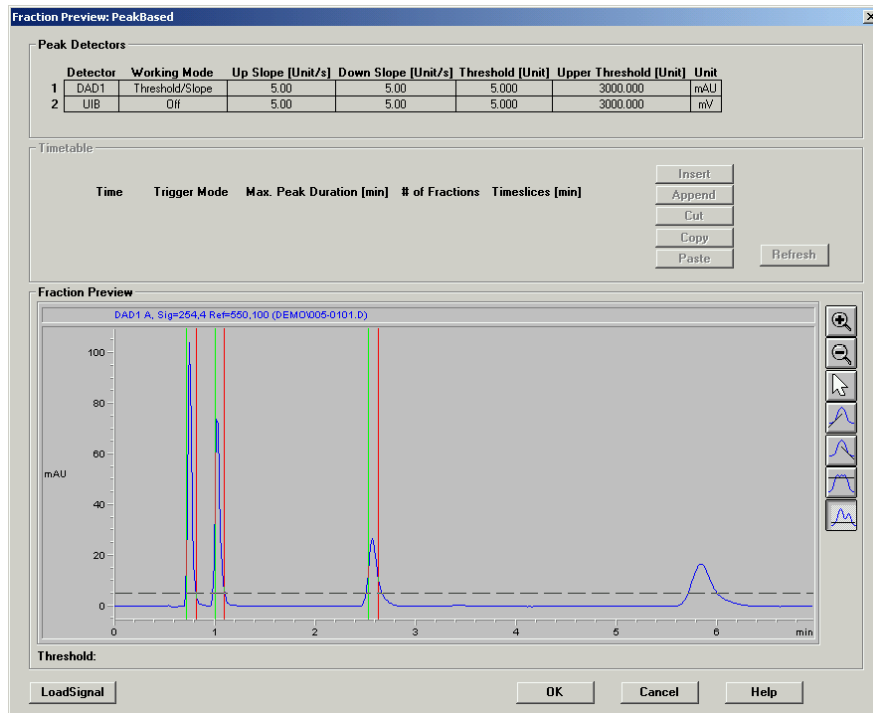 Fraction Preview: PeakBased
Peak Detectors
Detector Working Mode Up Slope [Unit/s] Down Slope [Unit/s] Threshold [Unit] Upper Threshold [Unit] Unit
1 DAD1 Threshold/Slope 5.00 5.00 5.000 3000.000 mAU
2 UIB Off 5.00 5.00 5.000 3000.000 mV
Timetable
Time Trigger Mode Max. Peak Duration [min] # of Fractions Timeslices [min]
Insert
Append
Cut
Copy
Paste
Refresh
Fraction Preview
DAD1 A, Sig=254,4 Ref=550,100 (DEMO\005-0101.D)
100
80
60
mAU
40
20
0
0 1 2 3 4 5 6 min
Threshold:
LoadSignal OK Cancel Help